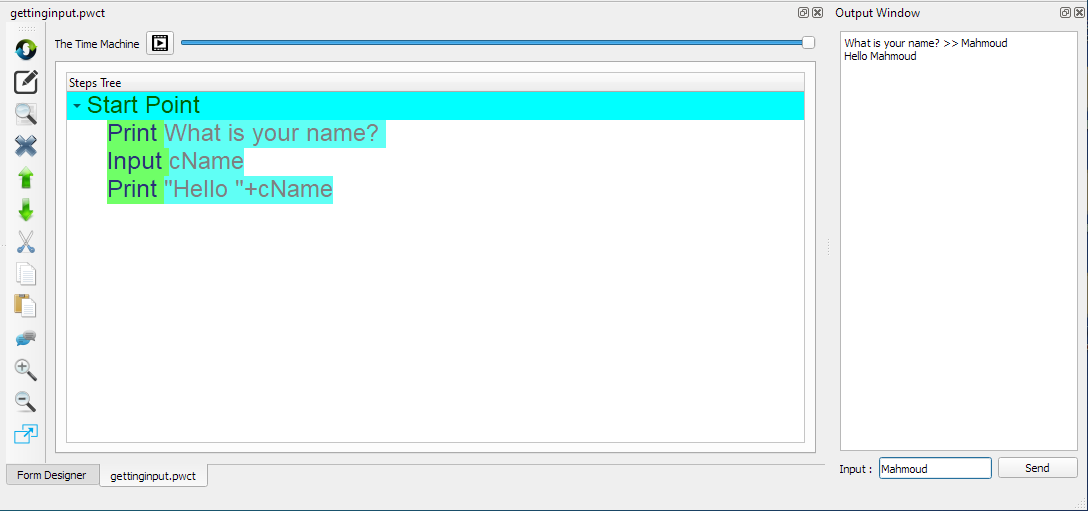 gettinginput.pwct
The Time Machine
Steps Tree
Start Point
Print What is your name?
Input cName
Print "Hello "+cName
Form Designer
gettinginput.pwct
Output Window
What is your name? >> Mahmoud
Hello Mahmoud
Input : Mahmoud Send